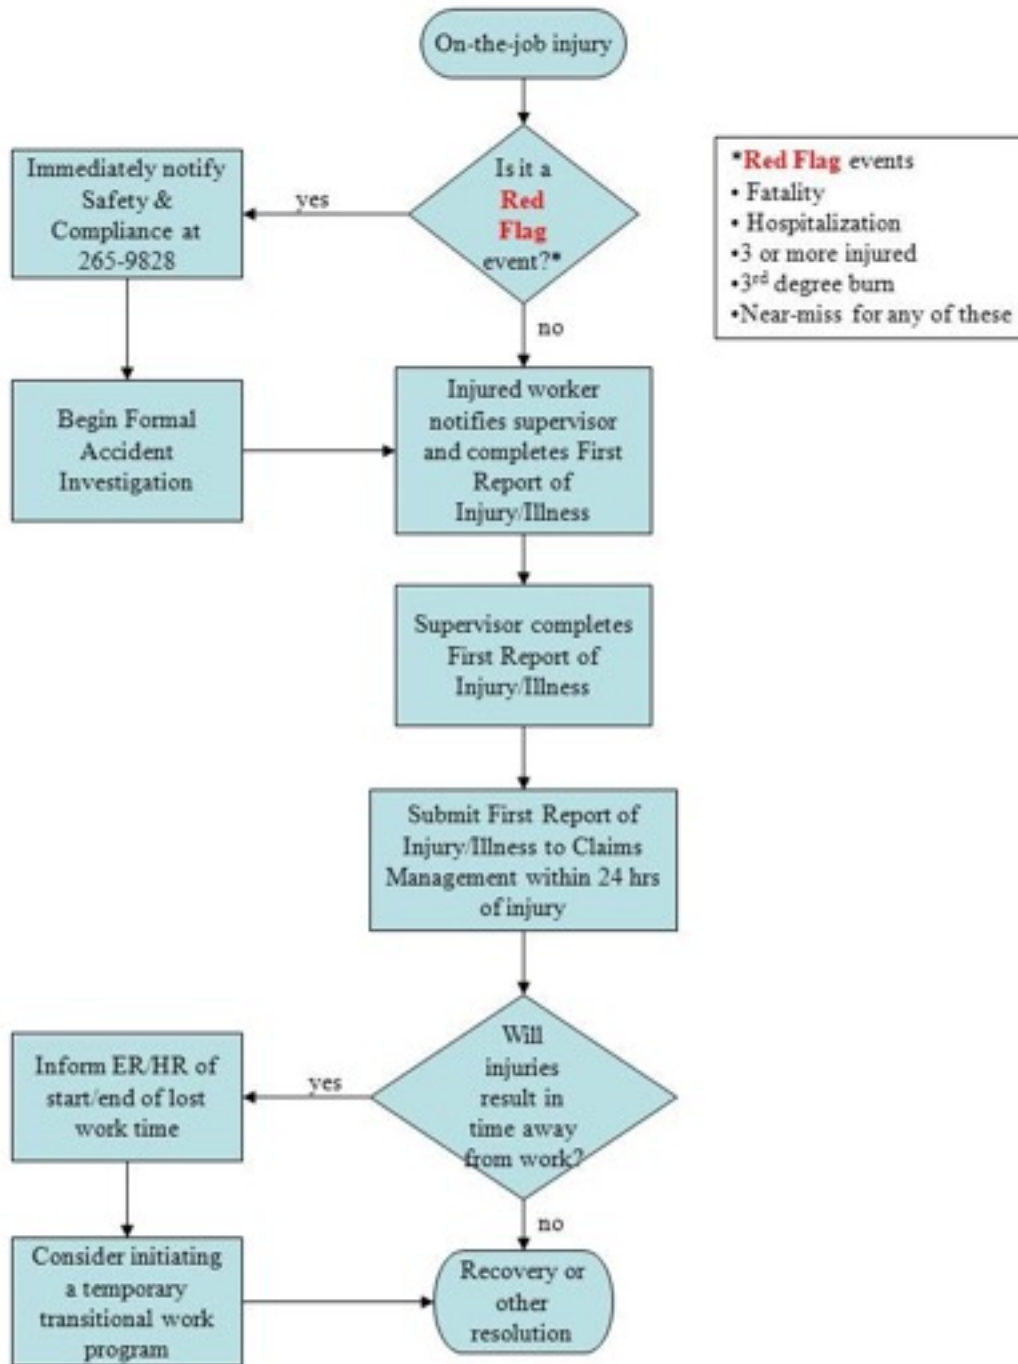 On-the-job injury
Is it a
Red
Flag
event?*
yes
Immediately notify
Safety &
Compliance at
265-9828
*Red Flag events
• Fatality
• Hospitalization
•3 or more injured
•3rd degree burn
•Near-miss for any of these
no
Begin Formal
Accident
Investigation
Injured worker
notifies supervisor
and completes First
Report of
Injury/Illness
Supervisor completes
First Report of
Injury/Illness
Submit First Report of
Injury/Illness to Claims
Management within 24 hrs
of injury
Will
injuries
result in
time away
from work?
yes
Inform ER/HR of
start/end of lost
work time
no
Consider initiating
a temporary
transitional work
program
Recovery or
other
resolution